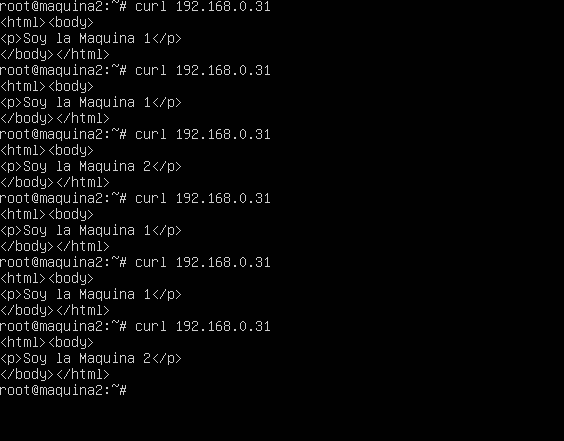 root@maquina2:~# curl 192.168.0.31
<html><body>
<p>Soy la Maquina 1</p>
</body></html>
root@maquina2:~# curl 192.168.0.31
<html><body>
<p>Soy la Maquina 1</p>
</body></html>
root@maquina2:~# curl 192.168.0.31
<html><body>
<p>Soy la Maquina 2</p>
</body></html>
root@maquina2:~# curl 192.168.0.31
<html><body>
<p>Soy la Maquina 1</p>
</body></html>
root@maquina2:~# curl 192.168.0.31
<html><body>
<p>Soy la Maquina 1</p>
</body></html>
root@maquina2:~# curl 192.168.0.31
<html><body>
<p>Soy la Maquina 2</p>
</body></html>
root@maquina2:~#